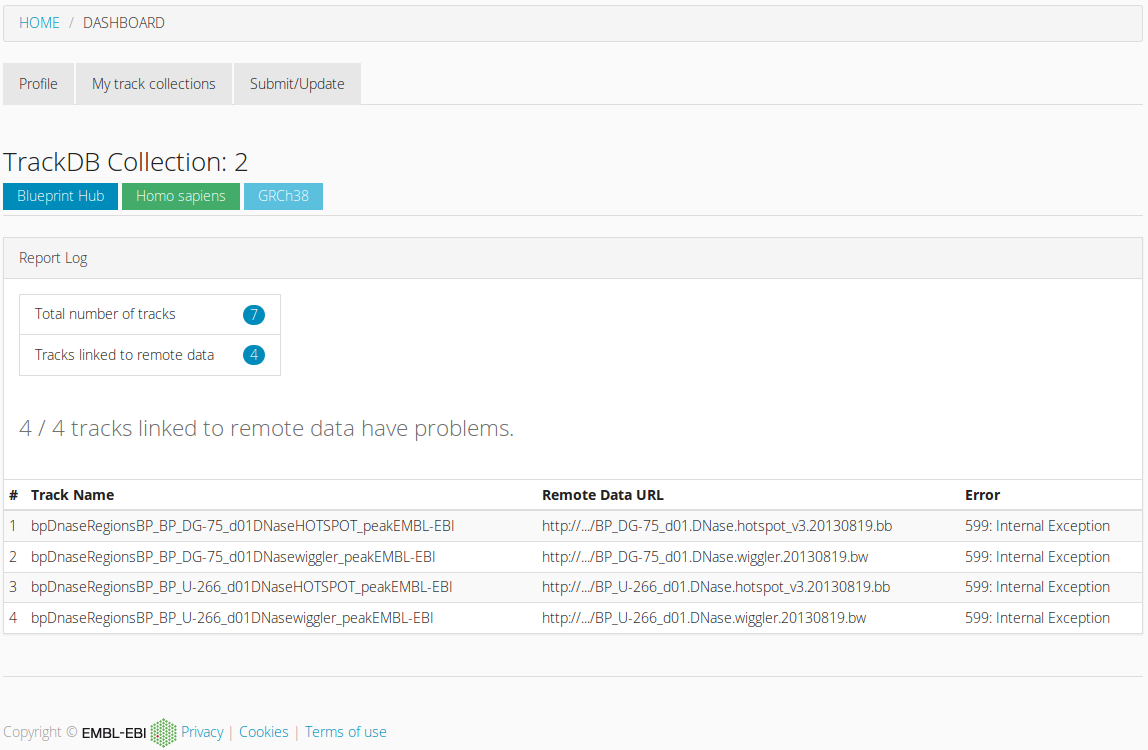 HOME / DASHBOARD
Profile My track collections Submit/Update
TrackDB Collection: 2
Blueprint Hub Homo sapiens GRCh38
Report Log
Total number of tracks 7
Tracks linked to remote data 4
4 / 4 tracks linked to remote data have problems.
# Track Name Remote Data URL Error
1 bpDnaseRegionsBP_BP_DG-75_d01DNaseHOTSPOT_peakEMBL-EBI http://.../BP_DG-75_d01.DNase.hotspot_v3.20130819.bb 599: Internal Exception
2 bpDnaseRegionsBP_BP_DG-75_d01DNasewiggler_peakEMBL-EBI http://.../BP_DG-75_d01.DNase.wiggler.20130819.bw 599: Internal Exception
3 bpDnaseRegionsBP_BP_U-266_d01DNaseHOTSPOT_peakEMBL-EBI http://.../BP_U-266_d01.DNase.hotspot_v3.20130819.bb 599: Internal Exception
4 bpDnaseRegionsBP_BP_U-266_d01DNasewiggler_peakEMBL-EBI http://.../BP_U-266_d01.DNase.wiggler.20130819.bw 599: Internal Exception
Copyright © EMBL-EBI Privacy | Cookies | Terms of use